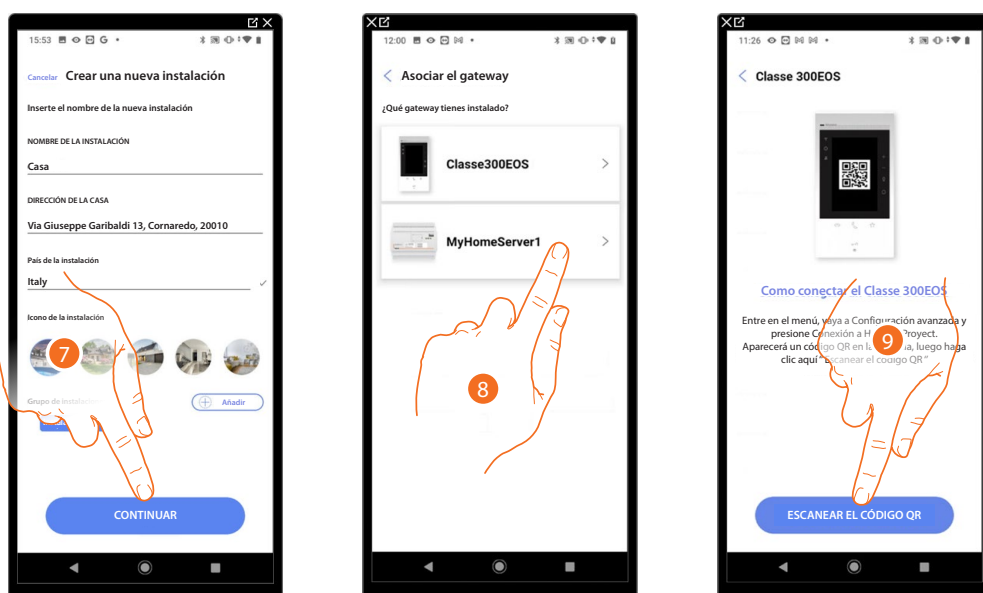 15:53
Cancelar Crear una nueva instalación
Inserte el nombre de la nueva instalación
NOMBRE DE LA INSTALACIÓN
Casa
DIRECCIÓN DE LA CASA
Via Giuseppe Garibaldi 13, Cornaredo, 20010
País de la instalación
Italy
Icono de la instalación
7
Grupo de
Añadir
CONTINUAR
12:00
Asociar el gateway
¿Qué gateway tienes instalado?
Classe300EOS
MyHomeServer1
8
11:26
Classe 300EOS
Como conectar el Classe 300EOS
Entre en el menú, vaya a Configuración avanzada y
presione Conexión a H Proyect.
Aparecerá un código QR en la luego haga
clic aquí "Escanear el código QR"
9
ESCANEAR EL CÓDIGO QR